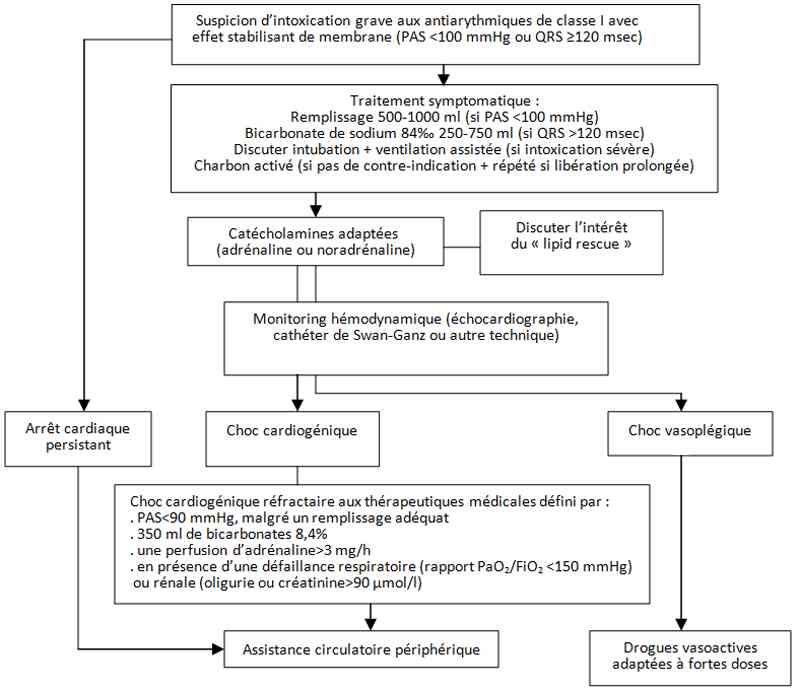 Suspicion d’intoxication grave aux antiarythmiques de classe I avec
effet stabilisant de membrane (PAS <100 mmHg ou QRS ≥120 msec)
Traitement symptomatique :
Remplissage 500-1000 ml (si PAS <100 mmHg)
Bicarbonate de sodium 84‰ 250-750 ml (si QRS >120 msec)
Discuter intubation + ventilation assistée (si intoxication sévère)
Charbon activé (si pas de contre-indication + répété si libération prolongée)
Catécholamines adaptées
(adrénaline ou noradrénaline)
Discuter l’intérêt
du « lipid rescue »
Monitoring hémodynamique (échocardiographie,
cathéter de Swan-Ganz ou autre technique)
Arrêt cardiaque
persistant
Choc cardiogénique
Choc vasoplégique
Choc cardiogénique réfractaire aux thérapeutiques médicales défini par :
. PAS<90 mmHg, malgré un remplissage adéquat
. 350 ml de bicarbonates 8,4%
. une perfusion d’adrénaline>3 mg/h
. en présence d’une défaillance respiratoire (rapport PaO₂/FiO₂ <150 mmHg)
ou rénale (oligurie ou créatinine>90 µmol/l)
Assistance circulatoire périphérique
Drogues vasoactives
adaptées à fortes doses